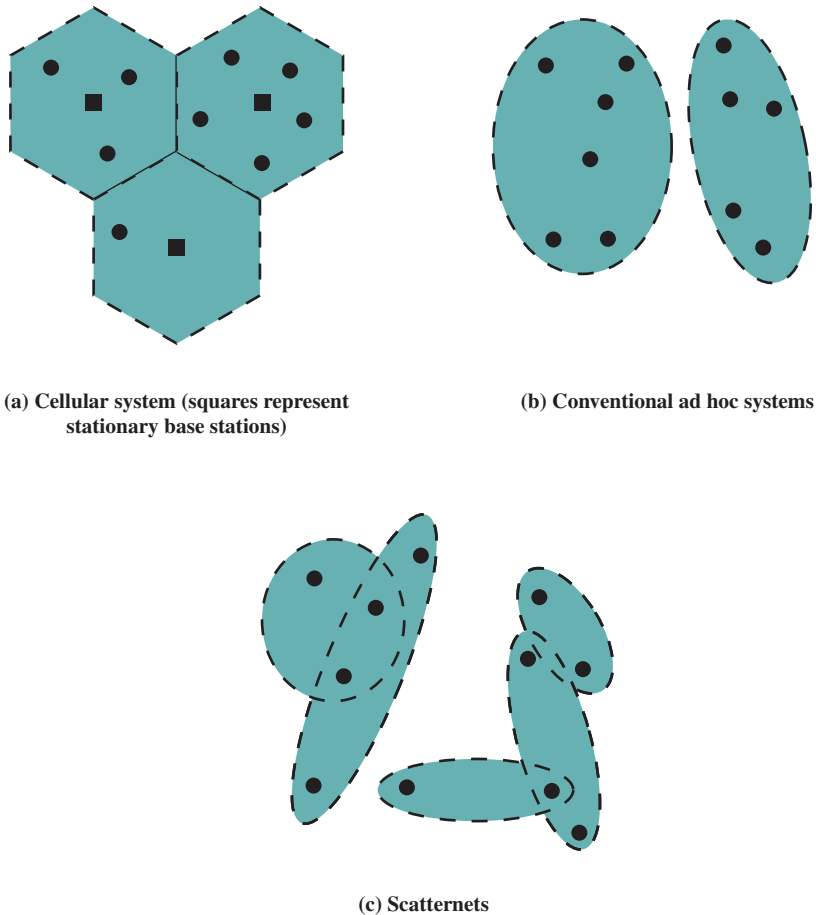 (a) Cellular system (squares represent
stationary base stations)
(b) Conventional ad hoc systems
(c) Scatternets